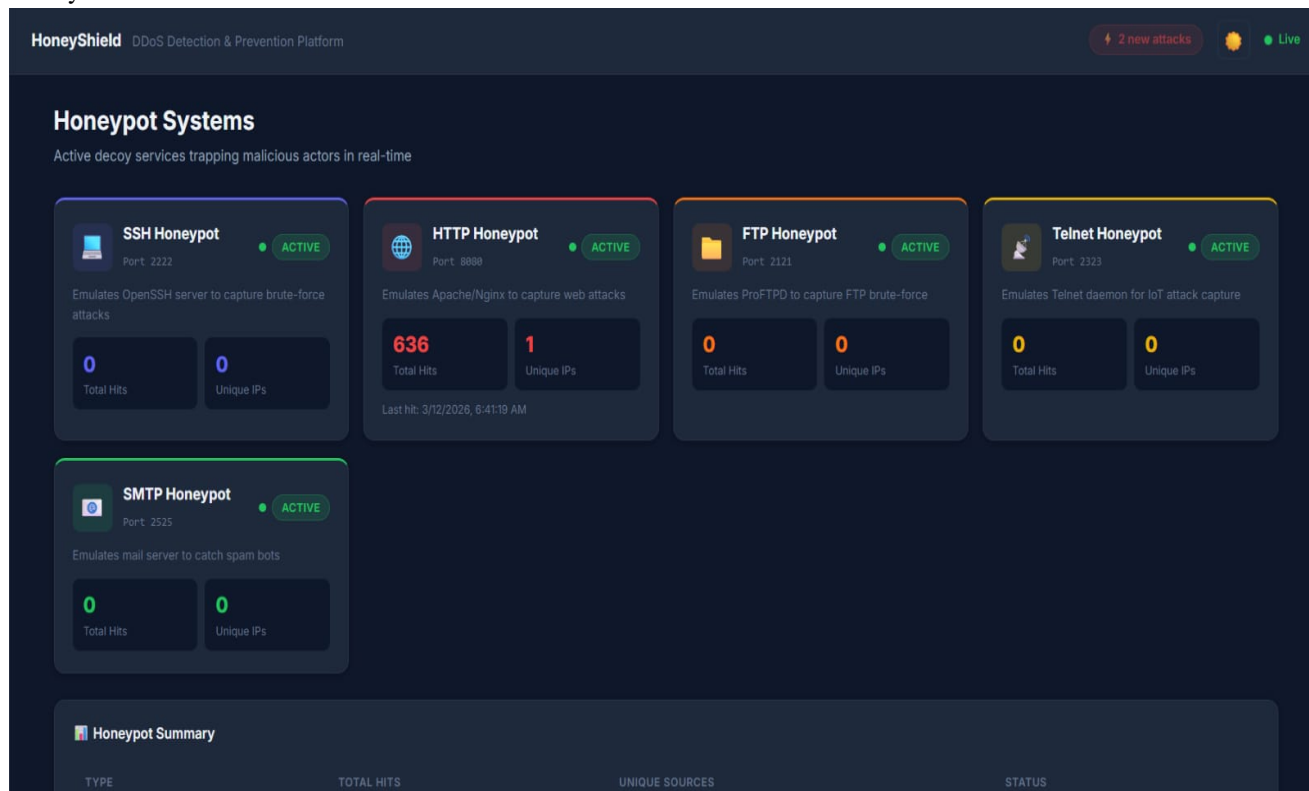 HoneyShield DDoS Detection & Prevention Platform
2 new attacks
Live
Honeypot Systems
Active decoy services trapping malicious actors in real-time
SSH Honeypot
Port 2222
ACTIVE
Emulates OpenSSH server to capture brute-force
attacks
0
Total Hits
0
Unique IPs
HTTP Honeypot
Port 8080
ACTIVE
Emulates Apache/Nginx to capture web attacks
636
Total Hits
1
Unique IPs
Last hit: 3/12/2026, 6:41:19 AM
FTP Honeypot
Port 2121
ACTIVE
Emulates ProFTPD to capture FTP brute-force
0
Total Hits
0
Unique IPs
Telnet Honeypot
Port 2323
ACTIVE
Emulates Telnet daemon for IoT attack capture
0
Total Hits
0
Unique IPs
SMTP Honeypot
Port 2525
ACTIVE
Emulates mail server to catch spam bots
0
Total Hits
0
Unique IPs
Honeypot Summary
TYPE TOTAL HITS UNIQUE SOURCES STATUS